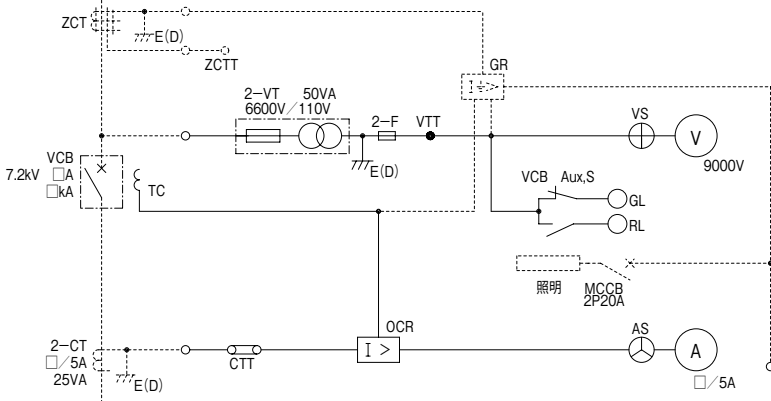 ZCT
E(D)
ZCTT
GR
I ⏚>
2-VT 50VA
6600V/110V
2-F
VTT
VS
V
9000V
E(D)
VCB
7.2kV □A
□kA
TC
VCB Aux,S
GL
RL
照明
MCCB
2P20A
OCR
I >
2-CT
□/5A
25VA
E(D)
CTT
AS
A
□/5A